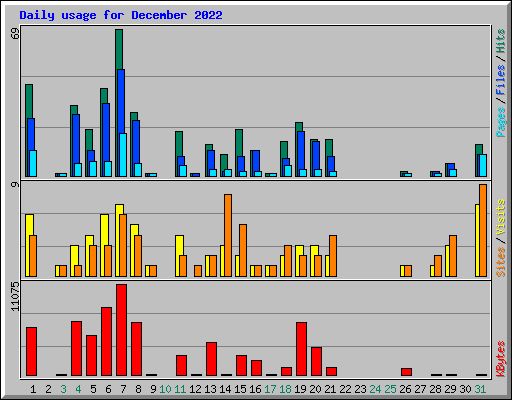 Daily usage for December 2022
69
Pages / Files / Hits
9
Sites / Visits
11075
KBytes
1 2 3 4 5 6 7 8 9 10 11 12 13 14 15 16 17 18 19 20 21 22 23 24 25 26 27 28 29 30 31